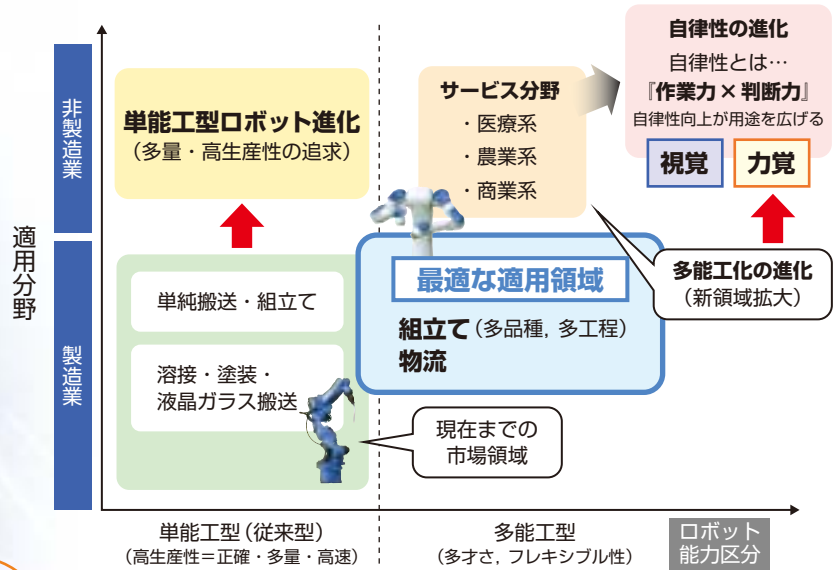 適用分野
非製造業
製造業
単能工型ロボット進化
（多量・高生産性の追求）
サービス分野
・医療系
・農業系
・商業系
自律性の進化
自律性とは…
『作業力×判断力』
自律性向上が用途を広げる
視覚
力覚
単純搬送・組立て
溶接・塗装・
液晶ガラス搬送
最適な適用領域
組立て（多品種，多工程）
物流
多能工化の進化
（新領域拡大）
現在までの
市場領域
単能工型（従来型）
（高生産性＝正確・多量・高速）
多能工型
（多才さ，フレキシブル性）
ロボット
能力区分